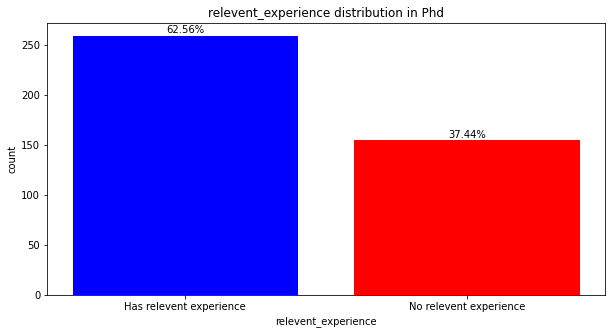 relevent_experience distribution in Phd
62.56%
37.44%
250
200
150
100
50
0
count
Has relevent experience
No relevent experience
relevent_experience